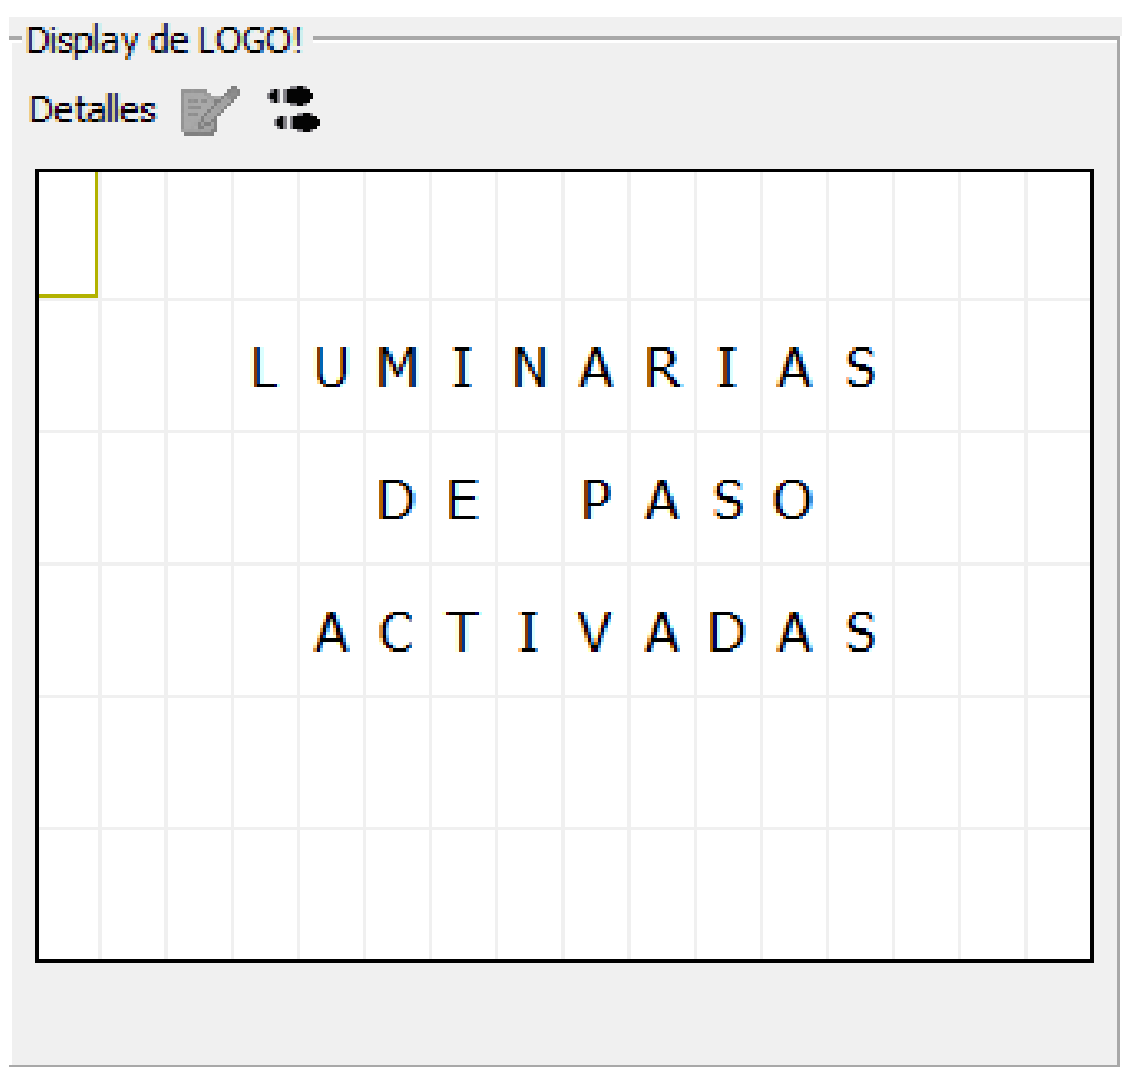 Display de LOGO!
Detalles
LUMINARIAS
DE PASO
ACTIVADAS